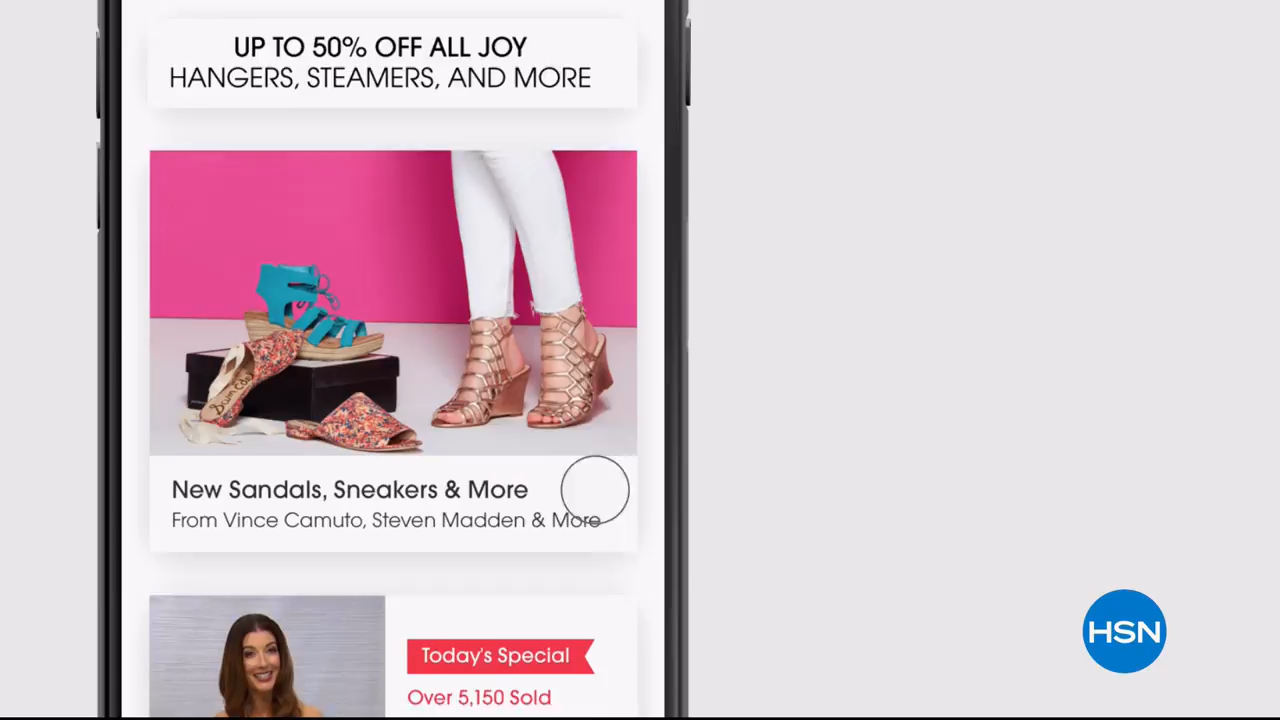 UP TO 50% OFF ALL JOY
HANGERS, STEAMERS, AND MORE
New Sandals, Sneakers & More
From Vince Camuto, Steven Madden & More
Today's Special
Over 5,150 Sold
HSN